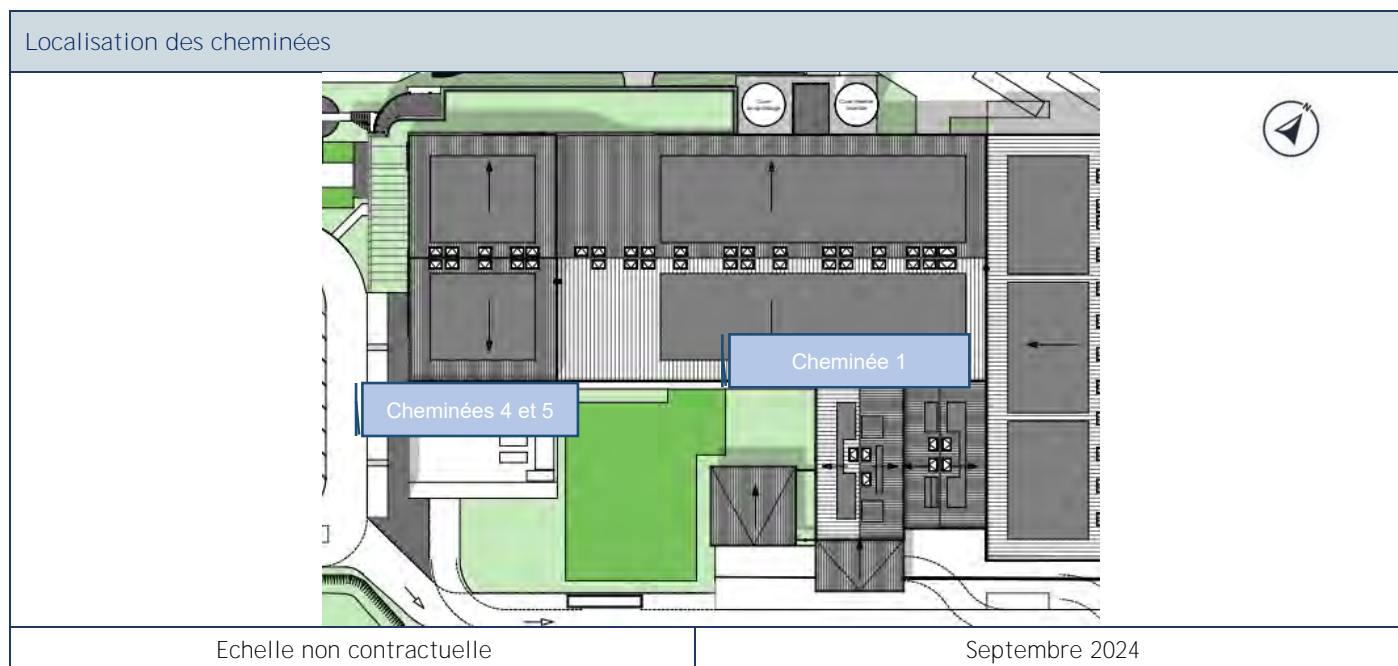 Localisation des cheminées
N
Cheminée 1
Cheminées 4 et 5
Echelle non contractuelle
Septembre 2024